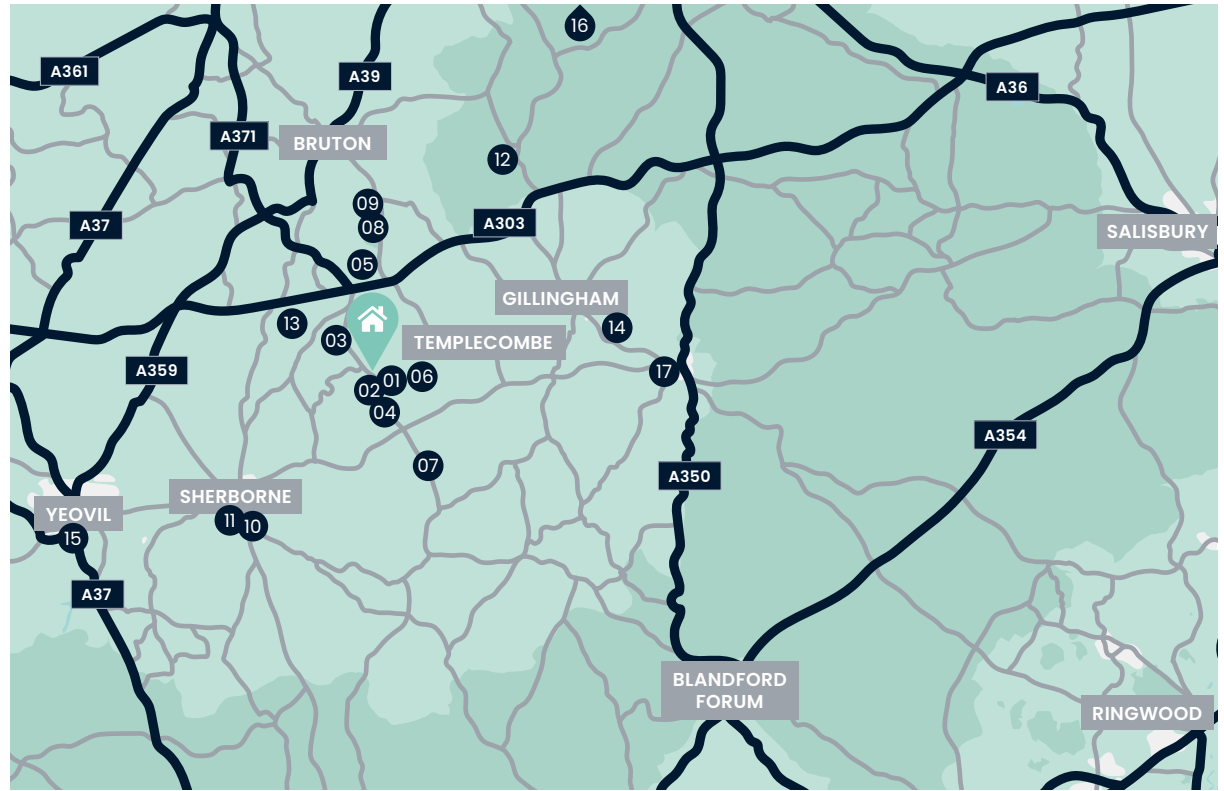 16
A361
A39
A36
A371
BRUTON
12
09
A37
08
A303
SALISBURY
05
GILLINGHAM
13
14
03
TEMPLECOMBE
A359
17
01
06
02
04
A354
07
A350
SHERBORNE
YEOVIL
11
10
15
A37
BLANDFORD
FORUM
RINGWOOD